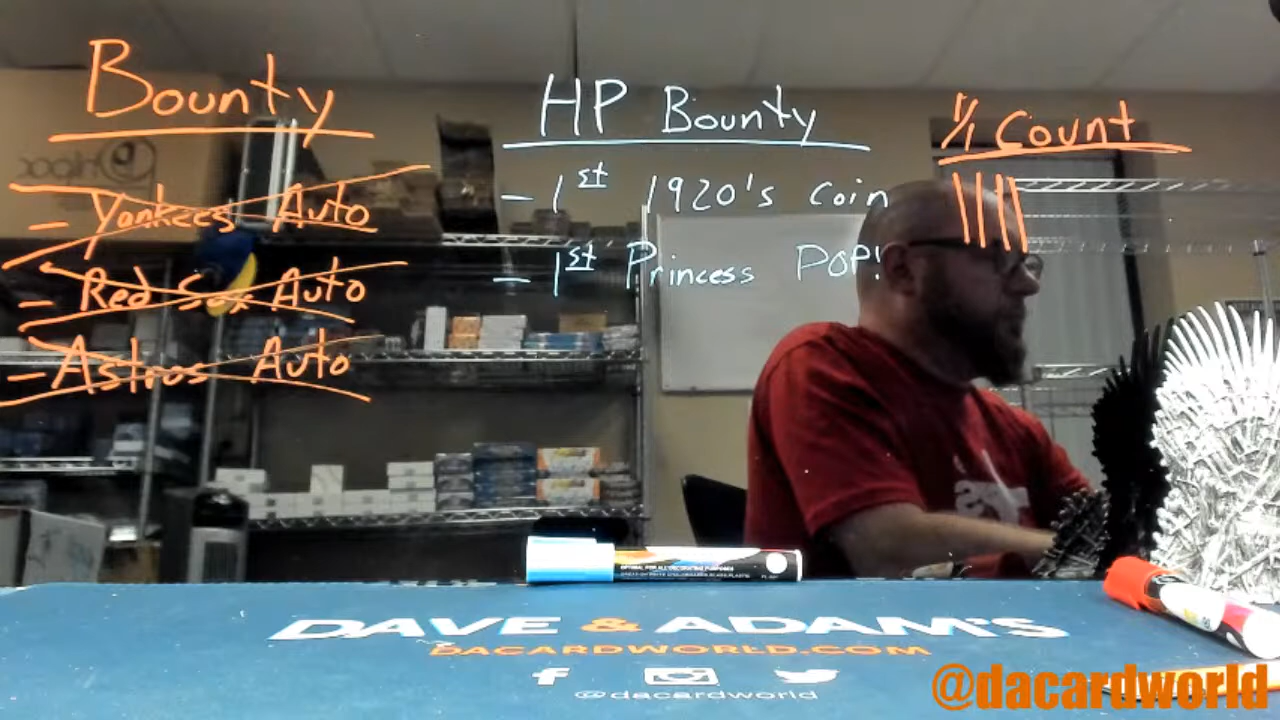 Bounty
- Yankees Auto
- Red Sox Auto
- Astros Auto
HP Bounty
- 1st 1920's Coin
- 1st Princess POP!
1/1 Count
||||
DAVE & ADAM'S
DACARDWORLD.COM
@dacardworld
@dacardworld